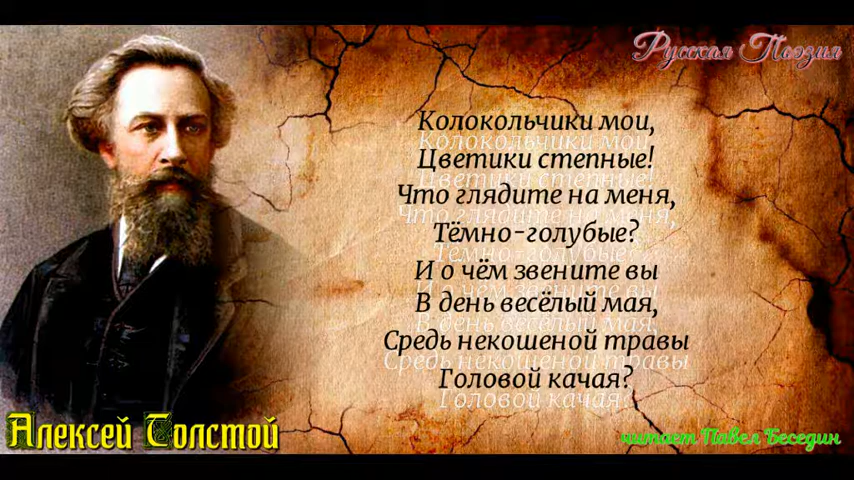 Русская Поэзия
Колокольчики мои,
Цветики степные!
Что глядите на меня,
Тёмно-голубые?
И о чём звените вы
В день весёлый мая,
Средь некошеной травы
Головой качая?
Алексей Толстой
читает Павел Беседин